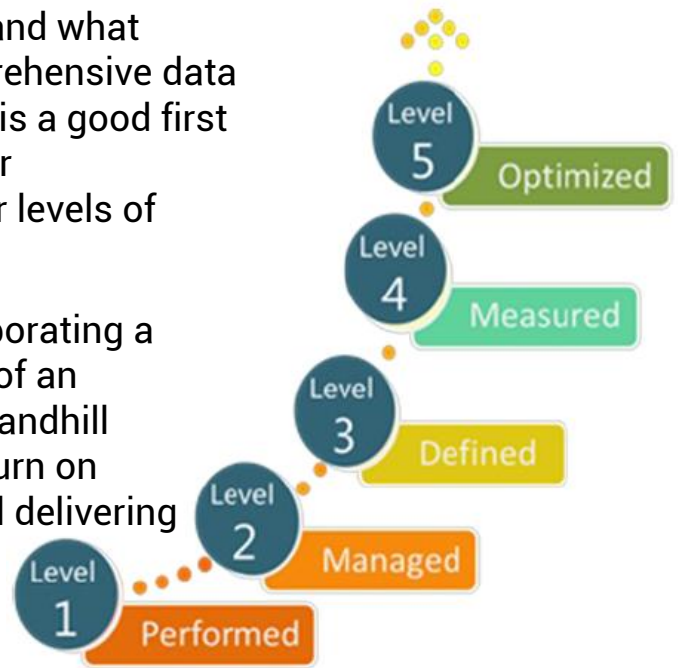 and what
rehensive data
is a good first
r
r levels of
porating a
of an
andhill
urn on
d delivering
Level
5
Optimized
Level
4
Measured
Level
3
Defined
Level
2
Managed
Level
1
Performed